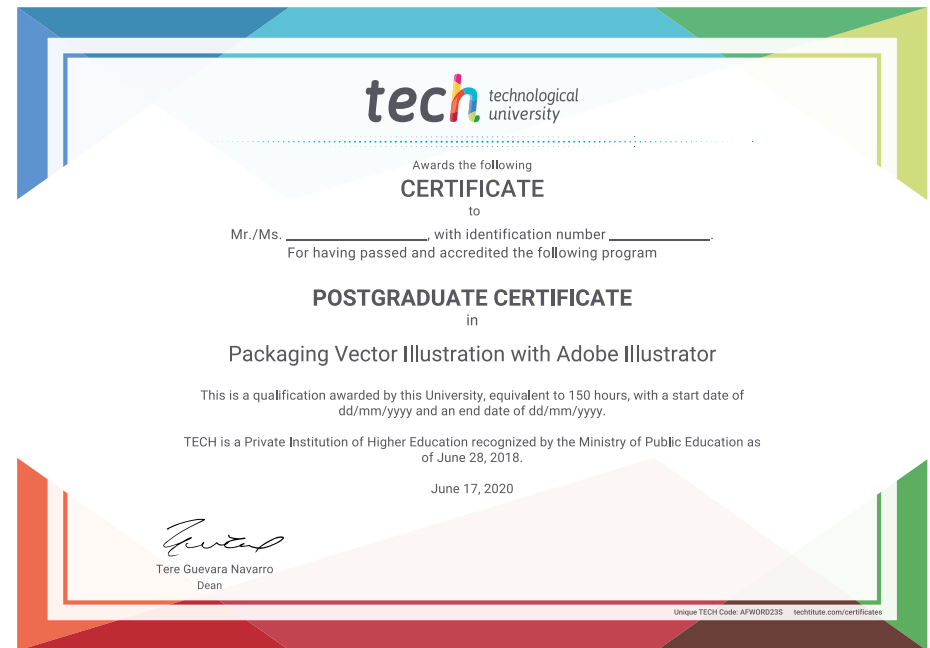 tech technological
university
Awards the following
CERTIFICATE
to
Mr./Ms. ____________________, with identification number ______________.
For having passed and accredited the following program
POSTGRADUATE CERTIFICATE
in
Packaging Vector Illustration with Adobe Illustrator
This is a qualification awarded by this University, equivalent to 150 hours, with a start date of
dd/mm/yyyy and an end date of dd/mm/yyyy.
TECH is a Private Institution of Higher Education recognized by the Ministry of Public Education as
of June 28, 2018.
June 17, 2020
Tere Guevara Navarro
Dean
Unique TECH Code: AFWORD23S techtitute.com/certificates